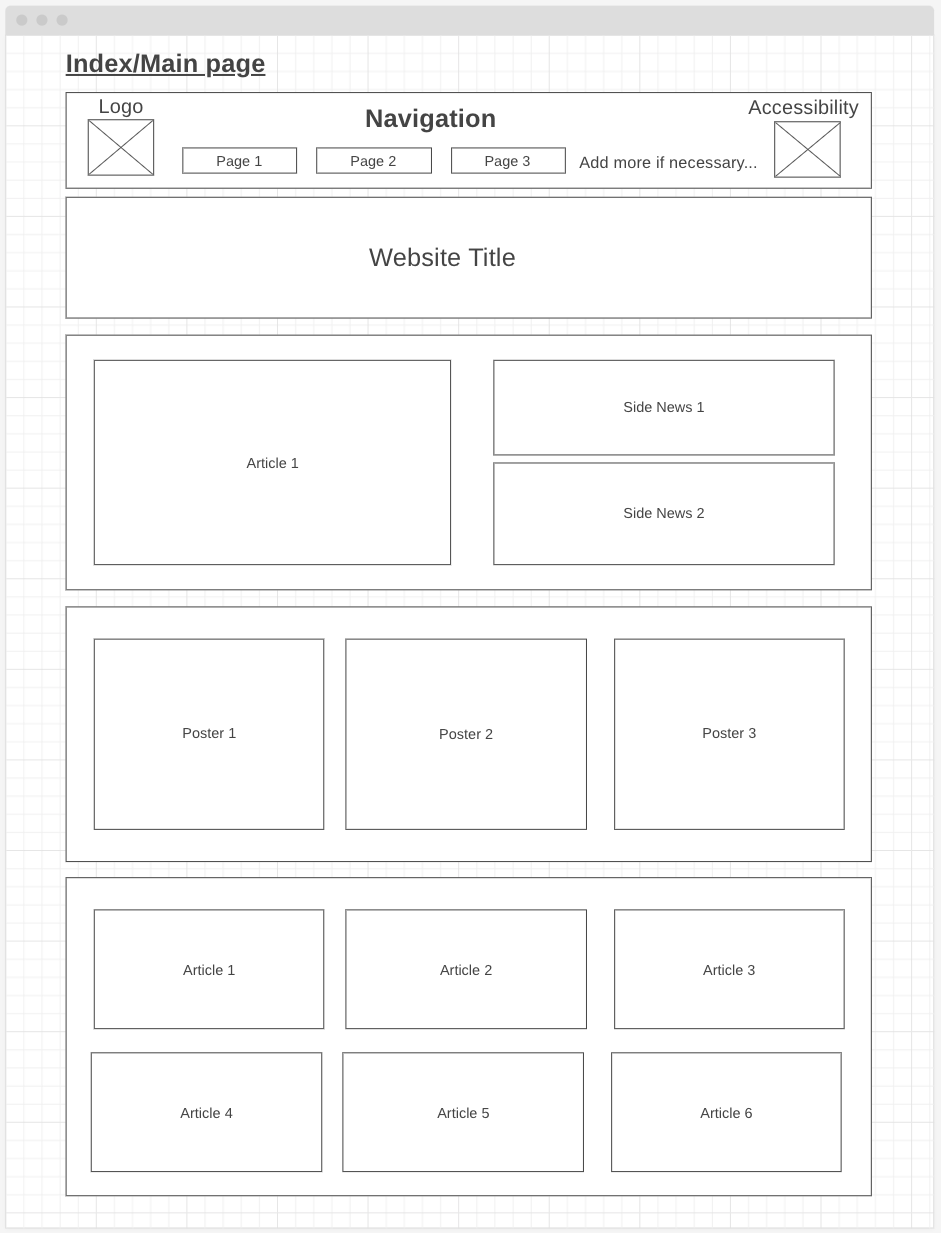 Index/Main page
Logo
Navigation
Accessibility
Page 1
Page 2
Page 3
Add more if necessary...
Website Title
Article 1
Side News 1
Side News 2
Poster 1
Poster 2
Poster 3
Article 1
Article 2
Article 3
Article 4
Article 5
Article 6